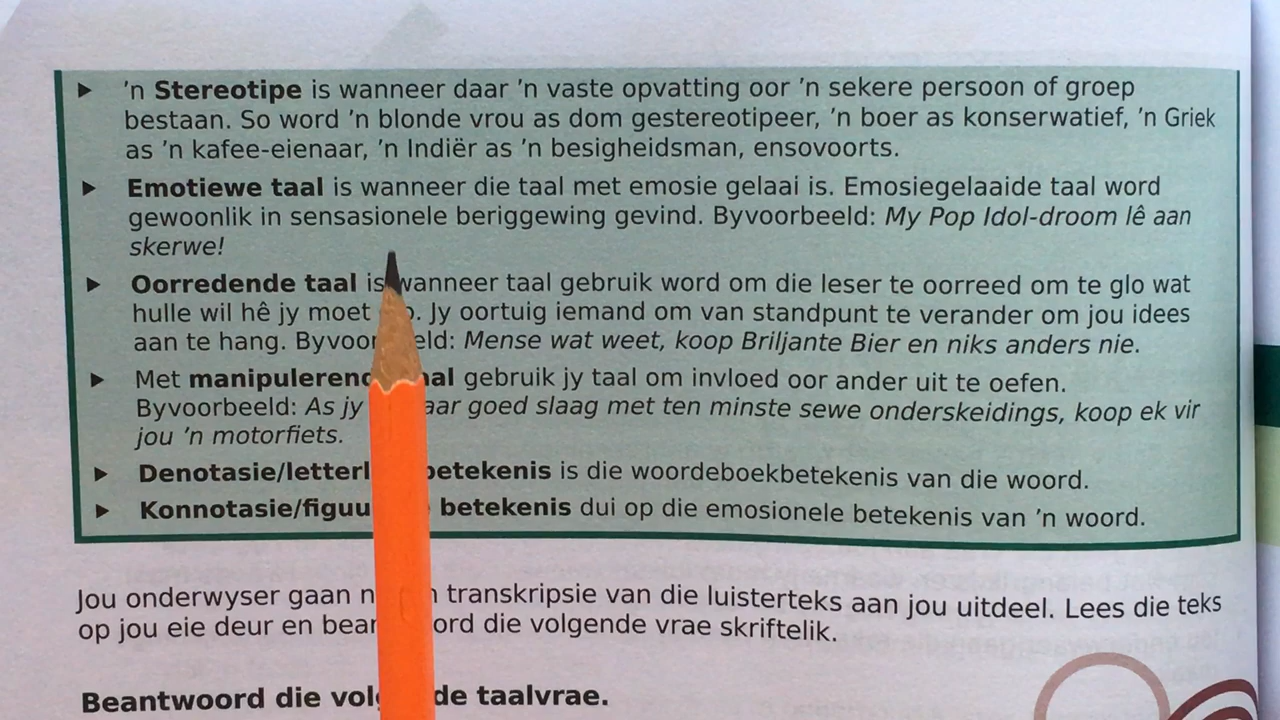 ► 'n Stereotipe is wanneer daar 'n vaste opvatting oor 'n sekere persoon of groep
bestaan. So word 'n blonde vrou as dom gestereotipeer, 'n boer as konserwatief, 'n Griek
as 'n kafee-eienaar, 'n Indiër as 'n besigheidsman, ensovoorts.
► Emotiewe taal is wanneer die taal met emosie gelaai is. Emosiegelaaide taal word
gewoonlik in sensasionele beriggewing gevind. Byvoorbeeld: My Pop Idol-droom lê aan
skerwe!
► Oorredende taal is wanneer taal gebruik word om die leser te oorreed om te glo wat
hulle wil hê jy moet . Jy oortuig iemand om van standpunt te verander om jou idees
aan te hang. Byvoorbeeld: Mense wat weet, koop Briljante Bier en niks anders nie.
► Met manipulerende taal gebruik jy taal om invloed oor ander uit te oefen.
Byvoorbeeld: As jy goed slaag met ten minste sewe onderskeidings, koop ek vir
jou 'n motorfiets.
► Denotasie/letterlike betekenis is die woordeboekbetekenis van die woord.
► Konnotasie/figuurlike betekenis dui op die emosionele betekenis van 'n woord.
Jou onderwyser gaan transkripsie van die luisterteks aan jou uitdeel. Lees die teks
op jou eie deur en beantwoord die volgende vrae skriftelik.
Beantwoord die volgende taalvrae.